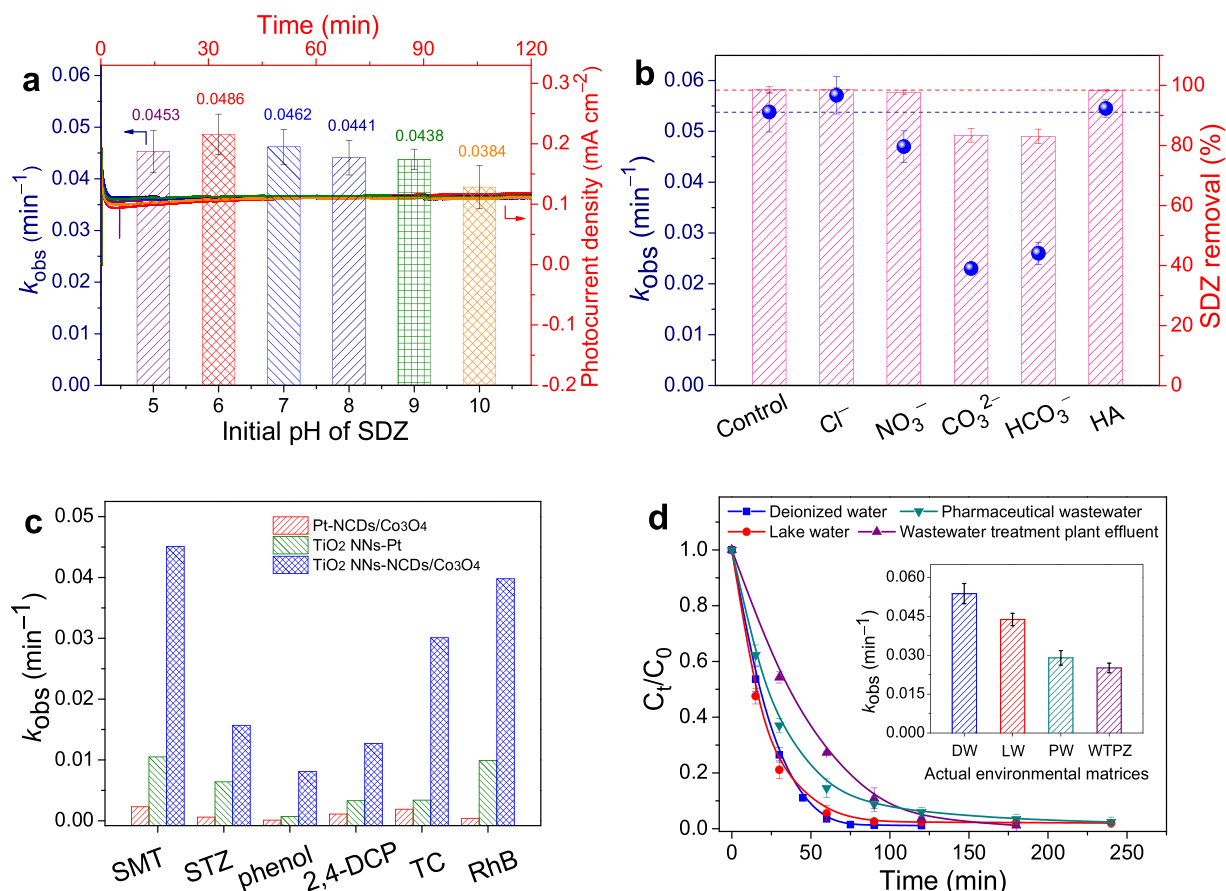 Time (min)
0 30 60 90 120
a
0.06
0.05
0.04
0.03
0.02
0.01
0.00
k_obs (min⁻¹)
0.0453
0.0486
0.0462
0.0441
0.0438
0.0384
0.3
0.2
0.1
0.0
-0.1
-0.2
Photocurrent density (mA cm⁻²)
5 6 7 8 9 10
Initial pH of SDZ
b
0.06
0.05
0.04
0.03
0.02
0.01
0.00
k_obs (min⁻¹)
100
80
60
40
20
0
SDZ removal (%)
Control Cl⁻ NO₃⁻ CO₃²⁻ HCO₃⁻ HA
c
0.05
0.04
0.03
0.02
0.01
0.00
k_obs (min⁻¹)
Pt-NCDs/Co₃O₄
TiO₂ NNs-Pt
TiO₂ NNs-NCDs/Co₃O₄
SMT STZ phenol 2,4-DCP TC RhB
d
Deionized water Pharmaceutical wastewater
Lake water Wastewater treatment plant effluent
1.0
0.8
0.6
0.4
0.2
0.0
C_t/C_0
0.060
0.045
0.030
0.015
0.000
k_obs (min⁻¹)
DW LW PW WTPZ
Actual environmental matrices
0 50 100 150 200 250
Time (min)